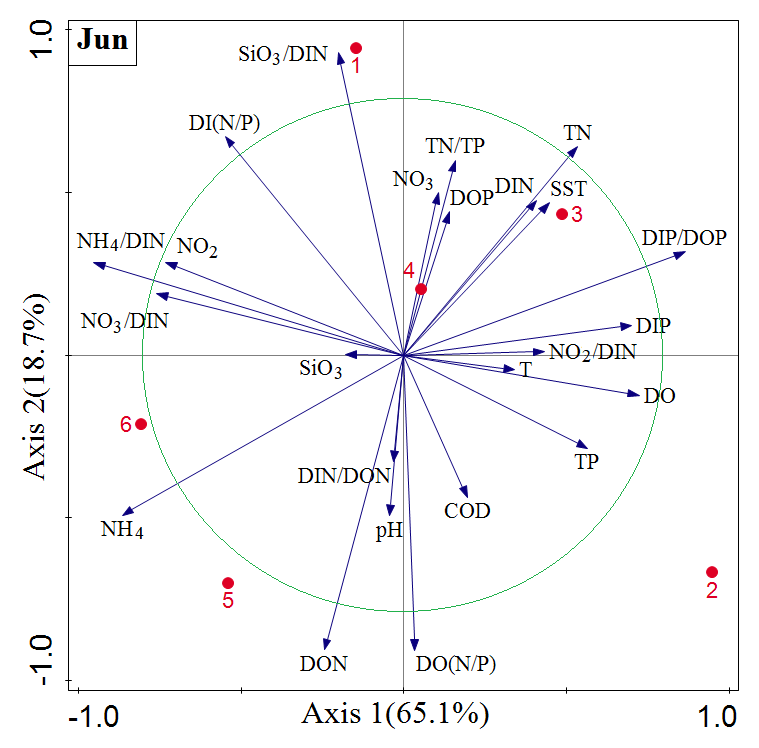 Jun
1.0
SiO3/DIN
1
DI(N/P)
TN
TN/TP
NO3
DIN
SST
DOP
3
NH4/DIN
NO2
DIP/DOP
4
NO3/DIN
DIP
NO2/DIN
SiO3
T
DO
6
TP
DIN/DON
COD
NH4
pH
5
2
DON
DO(N/P)
Axis 2(18.7%)
-1.0
-1.0
Axis 1(65.1%)
1.0